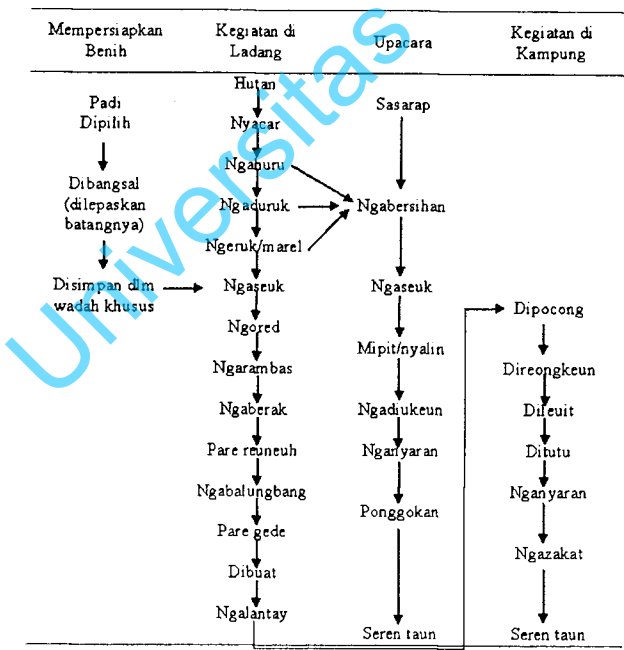 Mempersiapkan
Benih
Kegiatan di
Ladang
Upacara
Kegiatan di
Kampung
Padi
Dipilih
Dibangsal
(dilepaskan
batangnya)
Disimpan dlm
wadah khusus
Hutan
Nyacar
Ngahuru
Ngaduruk
Ngeruk/marel
Ngaseuk
Ngored
Ngarambas
Ngaberak
Pare reuneuh
Ngabalungbang
Pare gede
Dibuat
Ngalantay
Sasarap
Ngabersihan
Ngaseuk
Mipit/nyalin
Ngadiukeun
Nganyaran
Ponggokan
Seren taun
Dipocong
Direongkeun
Dileuit
Ditutu
Nganyaran
Ngazakat
Seren taun
Universitas